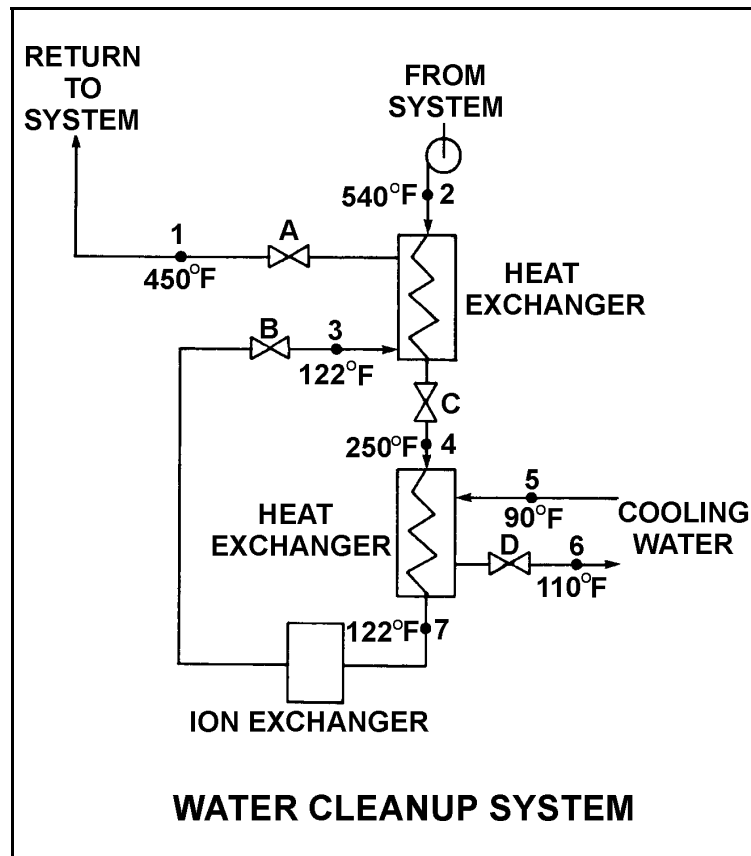 RETURN
TO
SYSTEM
FROM
SYSTEM
540°F 2
1
A
450°F
HEAT
EXCHANGER
B
3
122°F
C
250°F 4
HEAT
EXCHANGER
5
90°F
COOLING
WATER
D
6
110°F
122°F 7
ION EXCHANGER
WATER CLEANUP SYSTEM